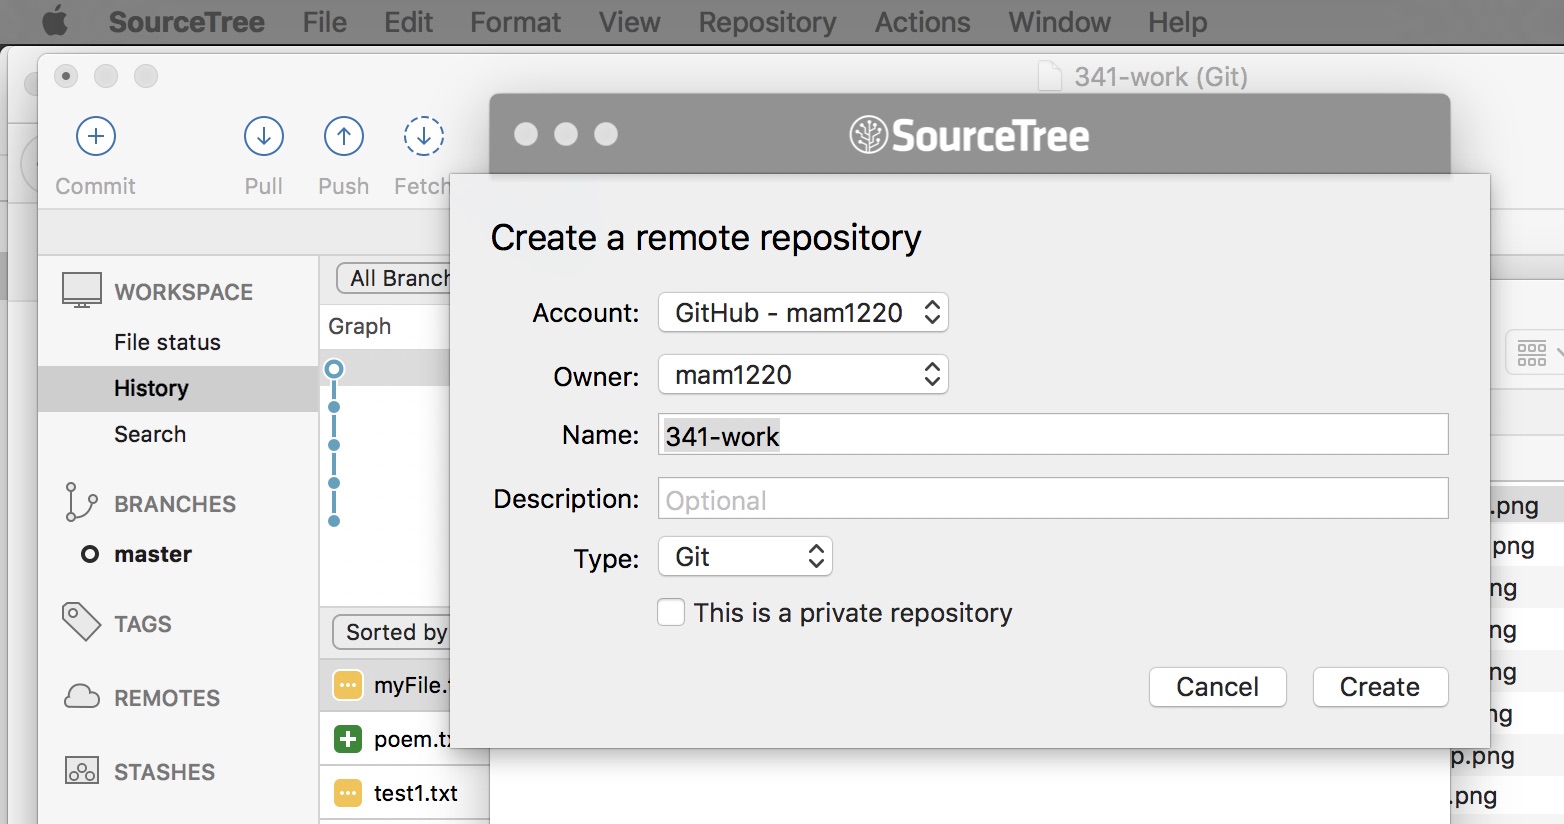 SourceTree File Edit Format View Repository Actions Window Help
341-work (Git)
SourceTree
Commit Pull Push Fetch
Create a remote repository
Account: GitHub - mam1220
Owner: mam1220
Name: 341-work
Description: Optional
Type: Git
This is a private repository
Cancel Create
WORKSPACE
File status
History
Search
BRANCHES
master
TAGS
REMOTES
STASHES
All Branch
Graph
Sorted by
myFile.
poem.tx
test1.txt
.png
png
ng
ng
ng
ng
p.png
.png